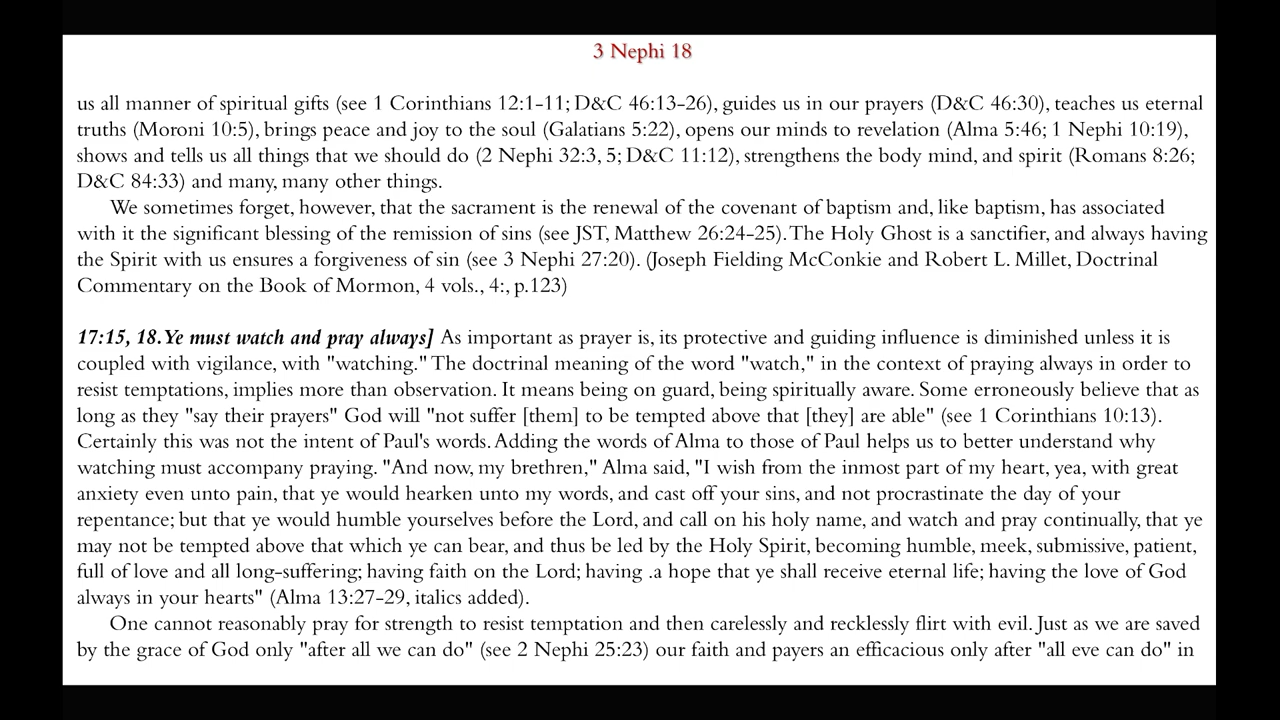 3 Nephi 18
us all manner of spiritual gifts (see 1 Corinthians 12:1-11; D&C 46:13-26), guides us in our prayers (D&C 46:30), teaches us eternal
truths (Moroni 10:5), brings peace and joy to the soul (Galatians 5:22), opens our minds to revelation (Alma 5:46; 1 Nephi 10:19),
shows and tells us all things that we should do (2 Nephi 32:3, 5; D&C 11:12), strengthens the body mind, and spirit (Romans 8:26;
D&C 84:33) and many, many other things.
We sometimes forget, however, that the sacrament is the renewal of the covenant of baptism and, like baptism, has associated
with it the significant blessing of the remission of sins (see JST, Matthew 26:24-25). The Holy Ghost is a sanctifier, and always having
the Spirit with us ensures a forgiveness of sin (see 3 Nephi 27:20). (Joseph Fielding McConkie and Robert L. Millet, Doctrinal
Commentary on the Book of Mormon, 4 vols., 4:, p.123)
17:15, 18. Ye must watch and pray always] As important as prayer is, its protective and guiding influence is diminished unless it is
coupled with vigilance, with "watching." The doctrinal meaning of the word "watch," in the context of praying always in order to
resist temptations, implies more than observation. It means being on guard, being spiritually aware. Some erroneously believe that as
long as they "say their prayers" God will "not suffer [them] to be tempted above that [they] are able" (see 1 Corinthians 10:13).
Certainly this was not the intent of Paul's words. Adding the words of Alma to those of Paul helps us to better understand why
watching must accompany praying. "And now, my brethren," Alma said, "I wish from the inmost part of my heart, yea, with great
anxiety even unto pain, that ye would hearken unto my words, and cast off your sins, and not procrastinate the day of your
repentance; but that ye would humble yourselves before the Lord, and call on his holy name, and watch and pray continually, that ye
may not be tempted above that which ye can bear, and thus be led by the Holy Spirit, becoming humble, meek, submissive, patient,
full of love and all long-suffering; having faith on the Lord; having .a hope that ye shall receive eternal life; having the love of God
always in your hearts" (Alma 13:27-29, italics added).
One cannot reasonably pray for strength to resist temptation and then carelessly and recklessly flirt with evil. Just as we are saved
by the grace of God only "after all we can do" (see 2 Nephi 25:23) our faith and payers an efficacious only after "all eve can do" in